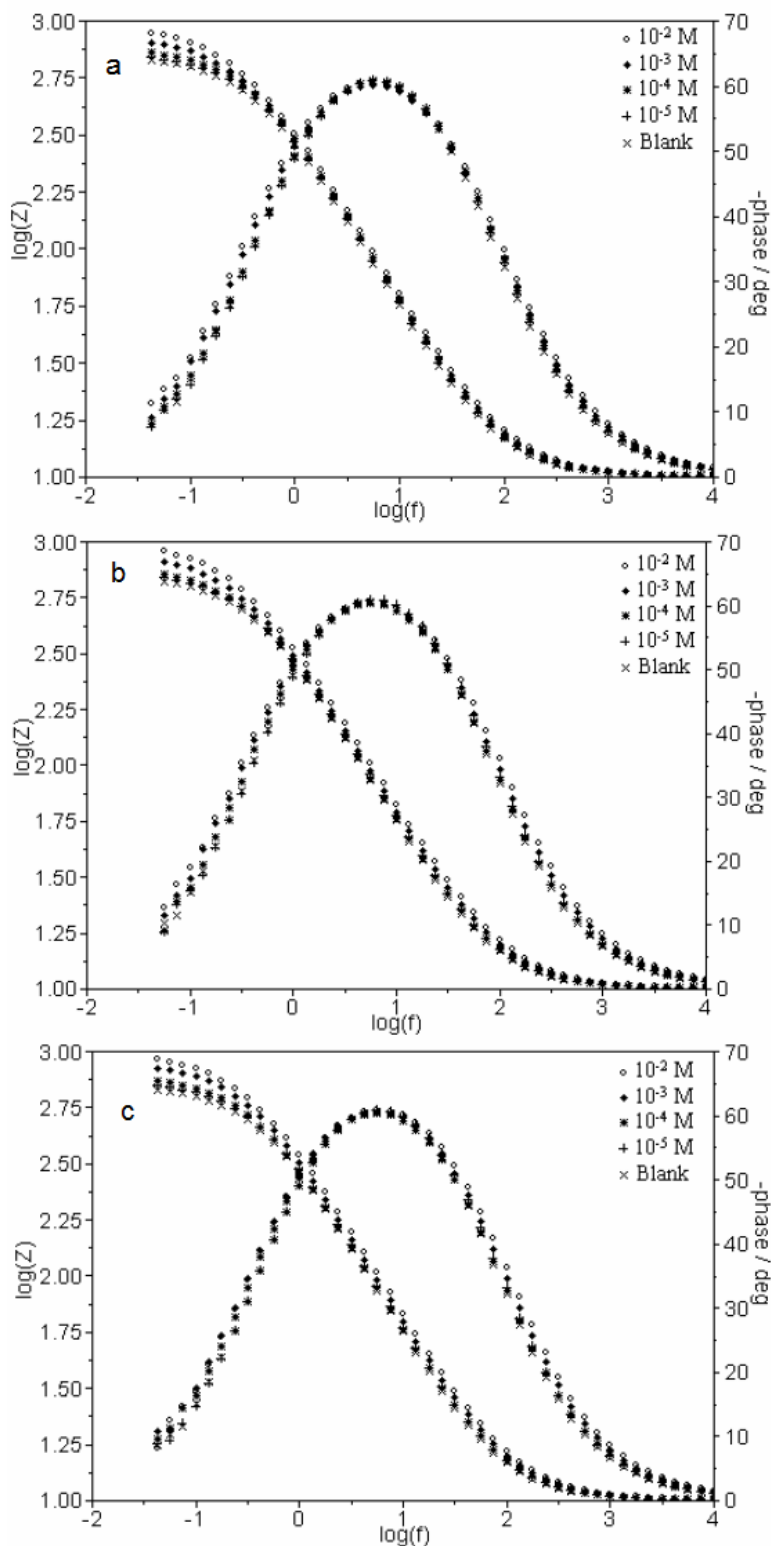 a
3.00
2.75
2.50
2.25
2.00
1.75
1.50
1.25
1.00
log(Z)
-2 -1 0 1 2 3 4
log(f)
70
60
50
40
30
20
10
0
-phase / deg
10⁻² M
10⁻³ M
10⁻⁴ M
10⁻⁵ M
Blank
b
3.00
2.75
2.50
2.25
2.00
1.75
1.50
1.25
1.00
log(Z)
-2 -1 0 1 2 3 4
log(f)
70
60
50
40
30
20
10
0
-phase / deg
10⁻² M
10⁻³ M
10⁻⁴ M
10⁻⁵ M
Blank
c
3.00
2.75
2.50
2.25
2.00
1.75
1.50
1.25
1.00
log(Z)
-2 -1 0 1 2 3 4
log(f)
70
60
50
40
30
20
10
0
-phase / deg
10⁻² M
10⁻³ M
10⁻⁴ M
10⁻⁵ M
Blank